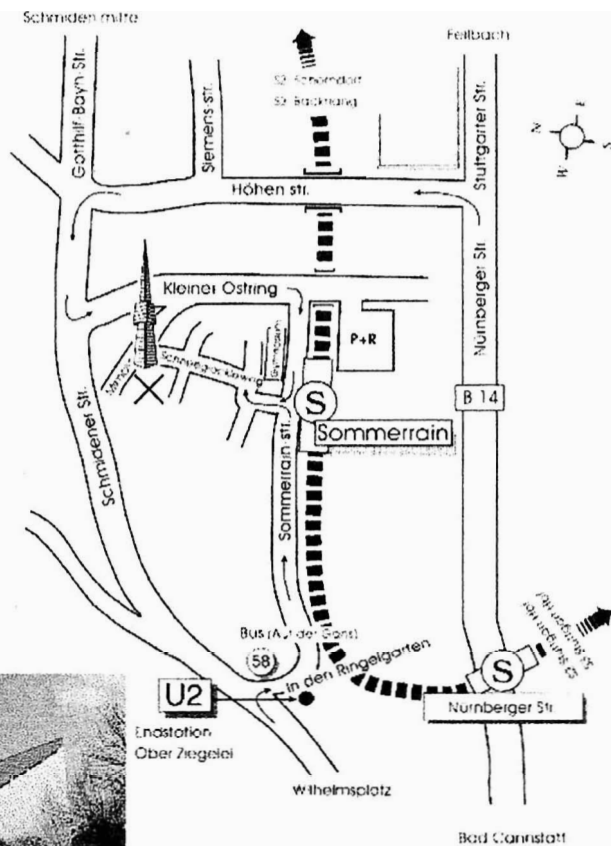 Schmiden mitte
Fellbach
S2 Schorndorf
S3 Backnang
Gotthilf-Bayh-Str.
Siemens-str.
Stuttgarter Str.
N
E
S
W
Höhen str.
Kleiner Ostring
P+R
Nürnberger Str.
Gymnasium
S
B 14
Sommerrain
Schmidener Str.
Sommerrain-str.
Bus (Auf der Gans)
58
In den Ringelgärten
U2
S
Nürnberger Str.
Endstation
Ober Ziegelei
Wilhelmsplatz
Bad Cannstatt